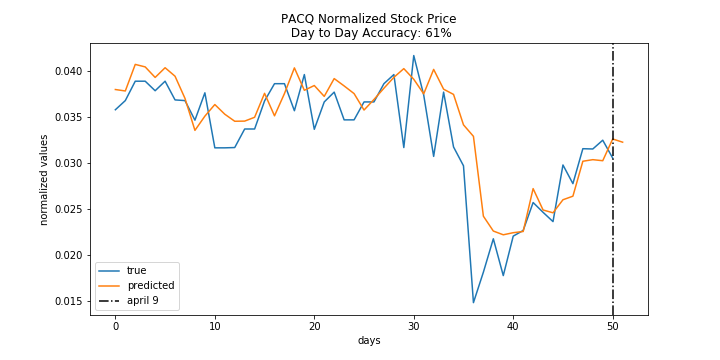 PACQ Normalized Stock Price
Day to Day Accuracy: 61%
normalized values
0.040
0.035
0.030
0.025
0.020
0.015
true
predicted
april 9
0
10
20
30
40
50
days